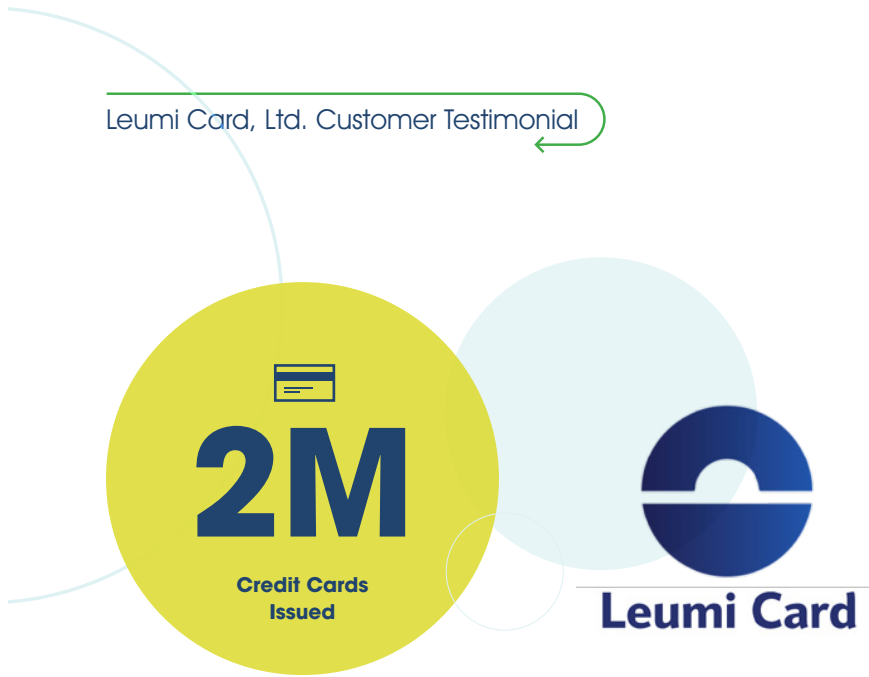 Leumi Card, Ltd. Customer Testimonial
2M
Credit Cards
Issued
Leumi Card